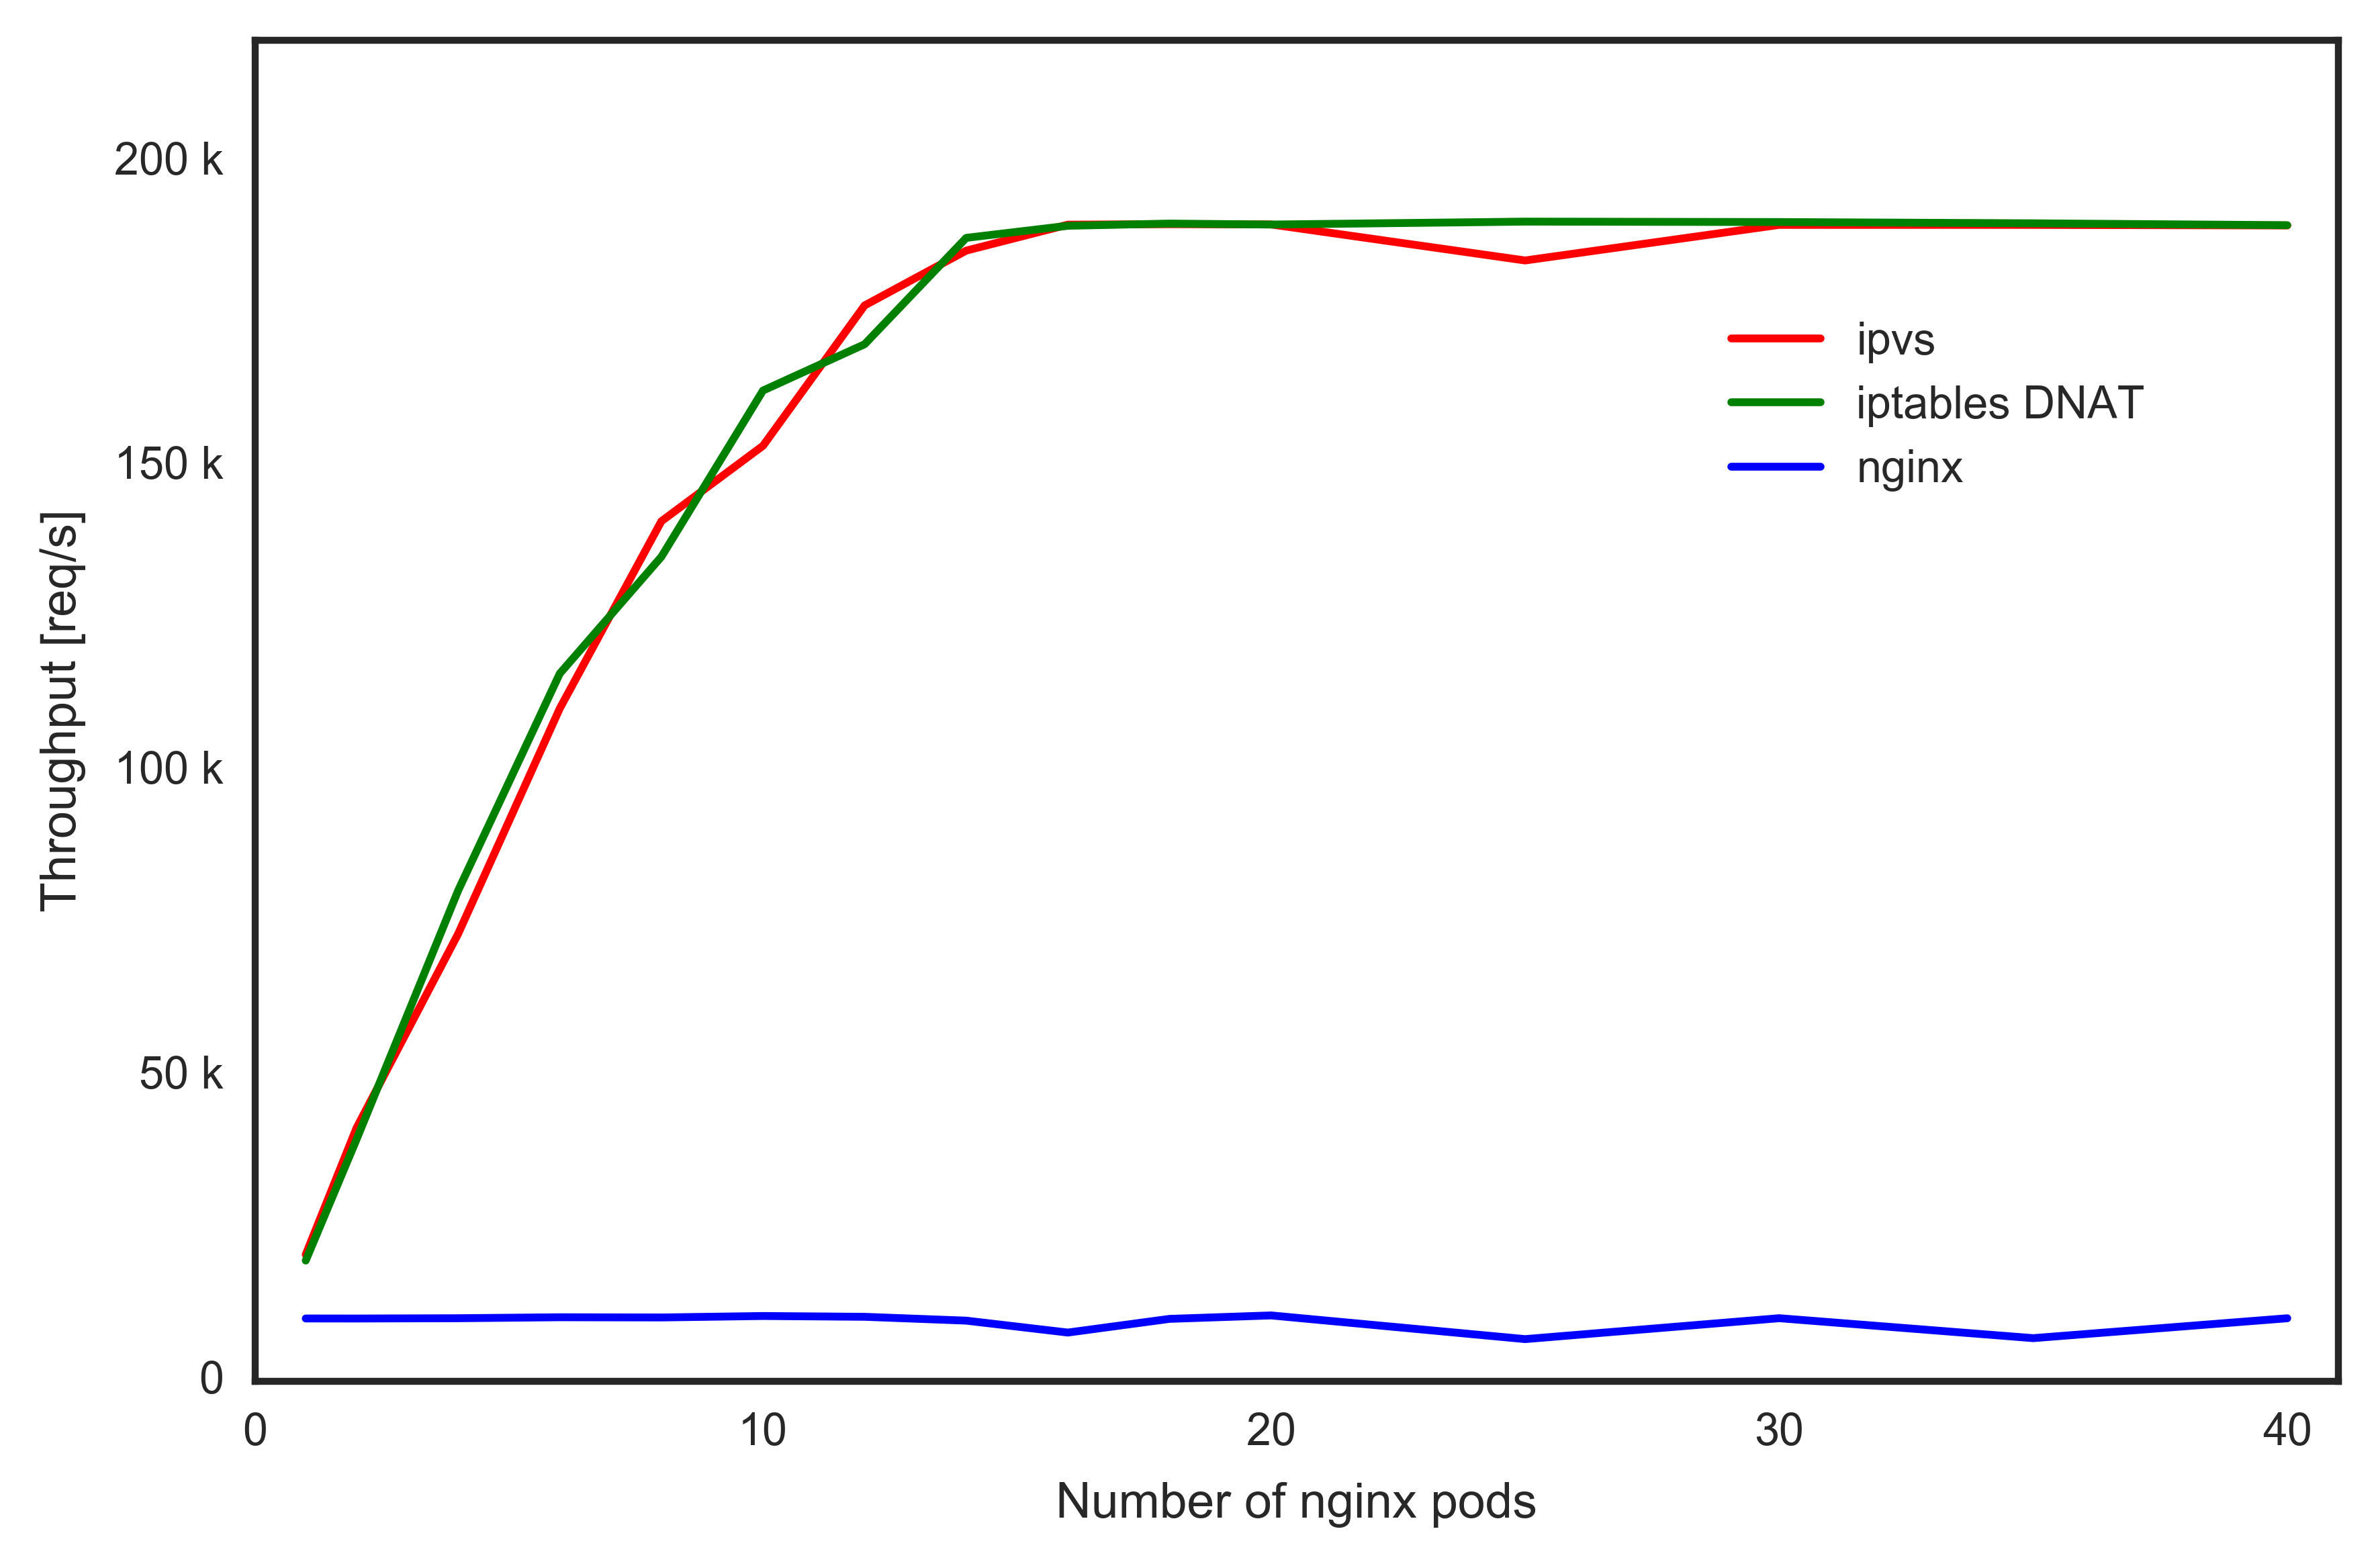 Throughput [req/s]
200 k
150 k
100 k
50 k
0
ipvs
iptables DNAT
nginx
0 10 20 30 40
Number of nginx pods